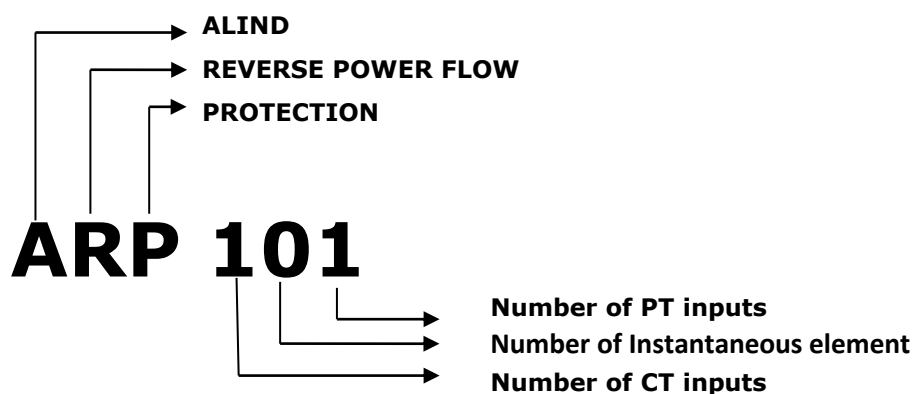 ALIND
REVERSE POWER FLOW
PROTECTION
ARP 101
Number of PT inputs
Number of Instantaneous element
Number of CT inputs